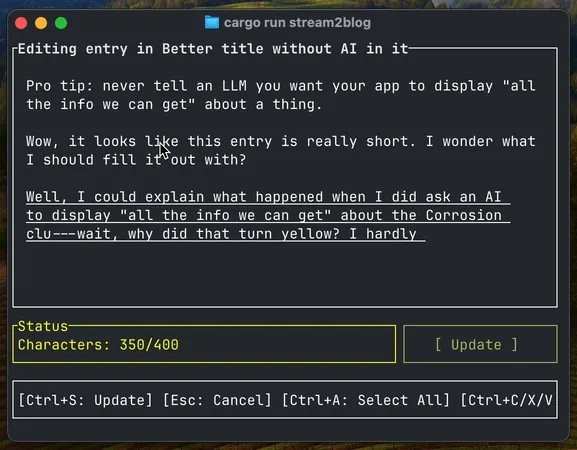 cargo run stream2blog
Editing entry in Better title without AI in it
Pro tip: never tell an LLM you want your app to display "all
the info we can get" about a thing.
Wow, it looks like this entry is really short. I wonder what
I should fill it out with?
Well, I could explain what happened when I did ask an AI
to display "all the info we can get" about the Corrosion
clu---wait, why did that turn yellow? I hardly
Status
Characters: 350/400
[ Update ]
[Ctrl+S: Update] [Esc: Cancel] [Ctrl+A: Select All] [Ctrl+C/X/V